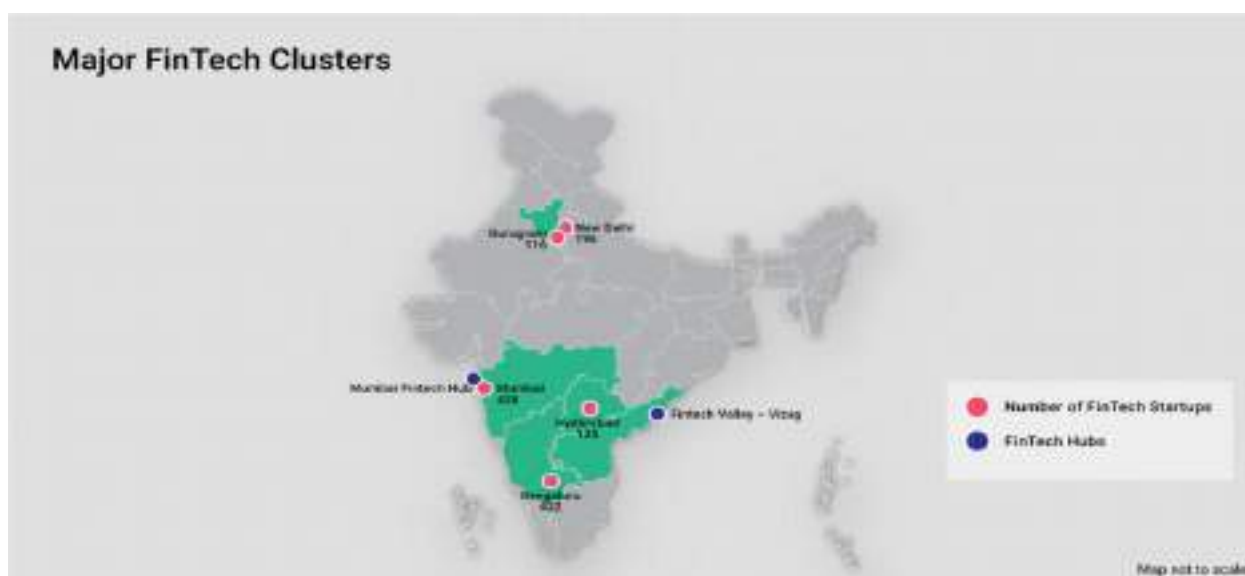 Major FinTech Clusters
New Delhi
Gurugram
116
Mumbai Fintech Hub
Mumbai
Hyderabad
Fintech Valley – Vizag
Bengaluru
Number of FinTech Startups
FinTech Hubs
Map not to scale